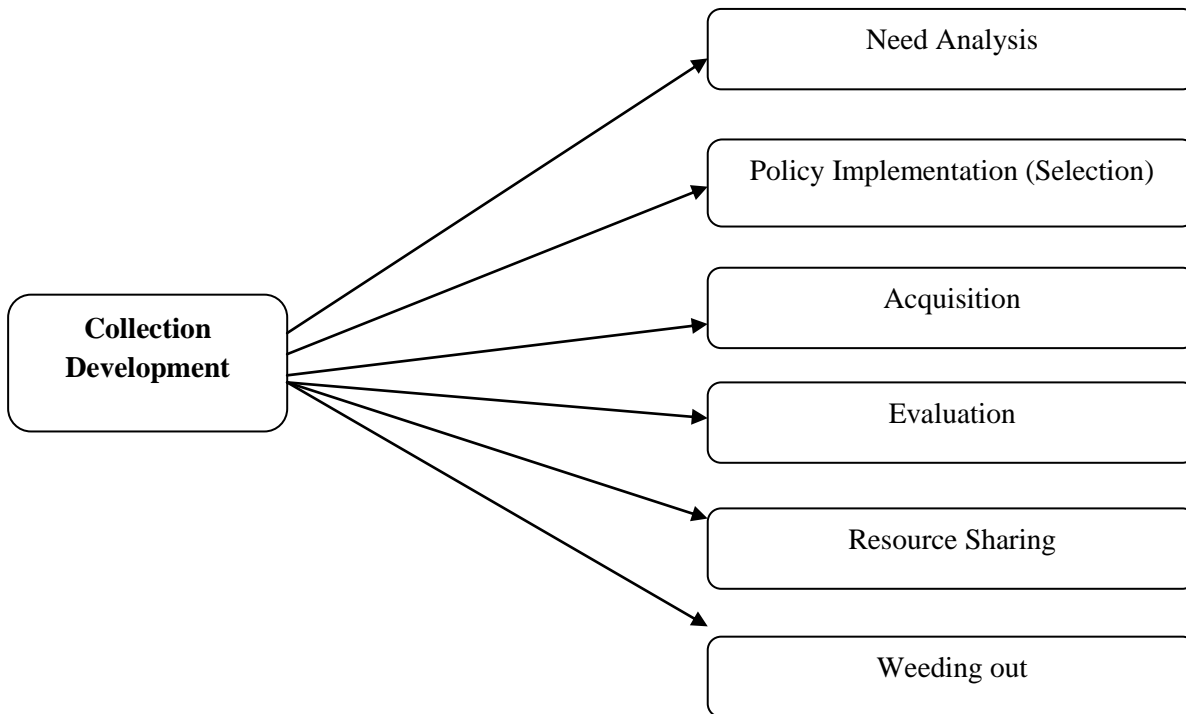 Need Analysis
Policy Implementation (Selection)
Acquisition
Collection
Development
Evaluation
Resource Sharing
Weeding out